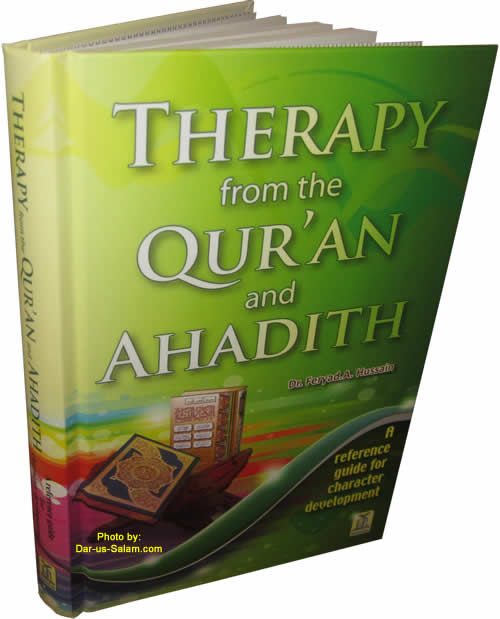 THERAPY
from the
QUR'AN
and
AHADITH
Dr. Feryad.A. Hussain
A
reference
guide for
character
development
THERAPY from the QUR'AN and AHADITH
Photo by:
Dar-us-Salam.com